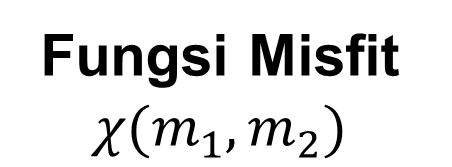 Fungsi Misfit
χ(m₁, m₂)